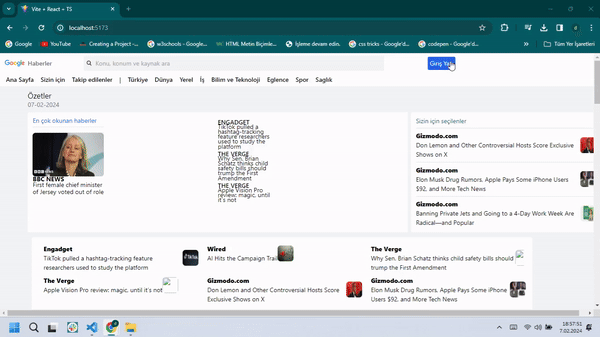 Vite + React + TS
localhost:5173
Google
YouTube
Creating a Project -...
w3schools - Google...
HTML Metin Biçimle...
İşleme devam edin.
css tricks - Google'd...
codepen - Google'd...
Tüm Yer İşaretleri
Google Haberler
Konu, konum ve kaynak ara
Giriş Yap
Ana Sayfa Sizin için Takip edilenler | Türkiye Dünya Yerel İş Bilim ve Teknoloji Eğlence Spor Sağlık
Özetler
07-02-2024
En çok okunan haberler
BBC NEWS
First female chief minister
of Jersey voted out of role
ENGADGET
TikTok pulled a
hashtag-tracking
feature researchers
used to study the
platform
THE VERGE
Why Sen. Brian
Schatz thinks child
safety bills should
trump the First
Amendment
THE VERGE
Apple Vision Pro
review: magic, until
it's not
Sizin için seçilenler
Gizmodo.com
Don Lemon and Other Controversial Hosts Score Exclusive
Shows on X
Gizmodo.com
Elon Musk Drug Rumors, Apple Pays Some iPhone Users
$92, and More Tech News
Gizmodo.com
Banning Private Jets and Going to a 4-Day Work Week Are
Radical—and Popular
Engadget
TikTok pulled a hashtag-tracking feature
researchers used to study the platform
Wired
AI Hits the Campaign Trail
The Verge
Why Sen. Brian Schatz thinks child safety bills should
trump the First Amendment
The Verge
Apple Vision Pro review: magic, until it's not
Gizmodo.com
Don Lemon and Other Controversial Hosts Score
Exclusive Shows on X
Gizmodo.com
Elon Musk Drug Rumors, Apple Pays Some iPhone
Users $92, and More Tech News
18:57:51
7.02.2024